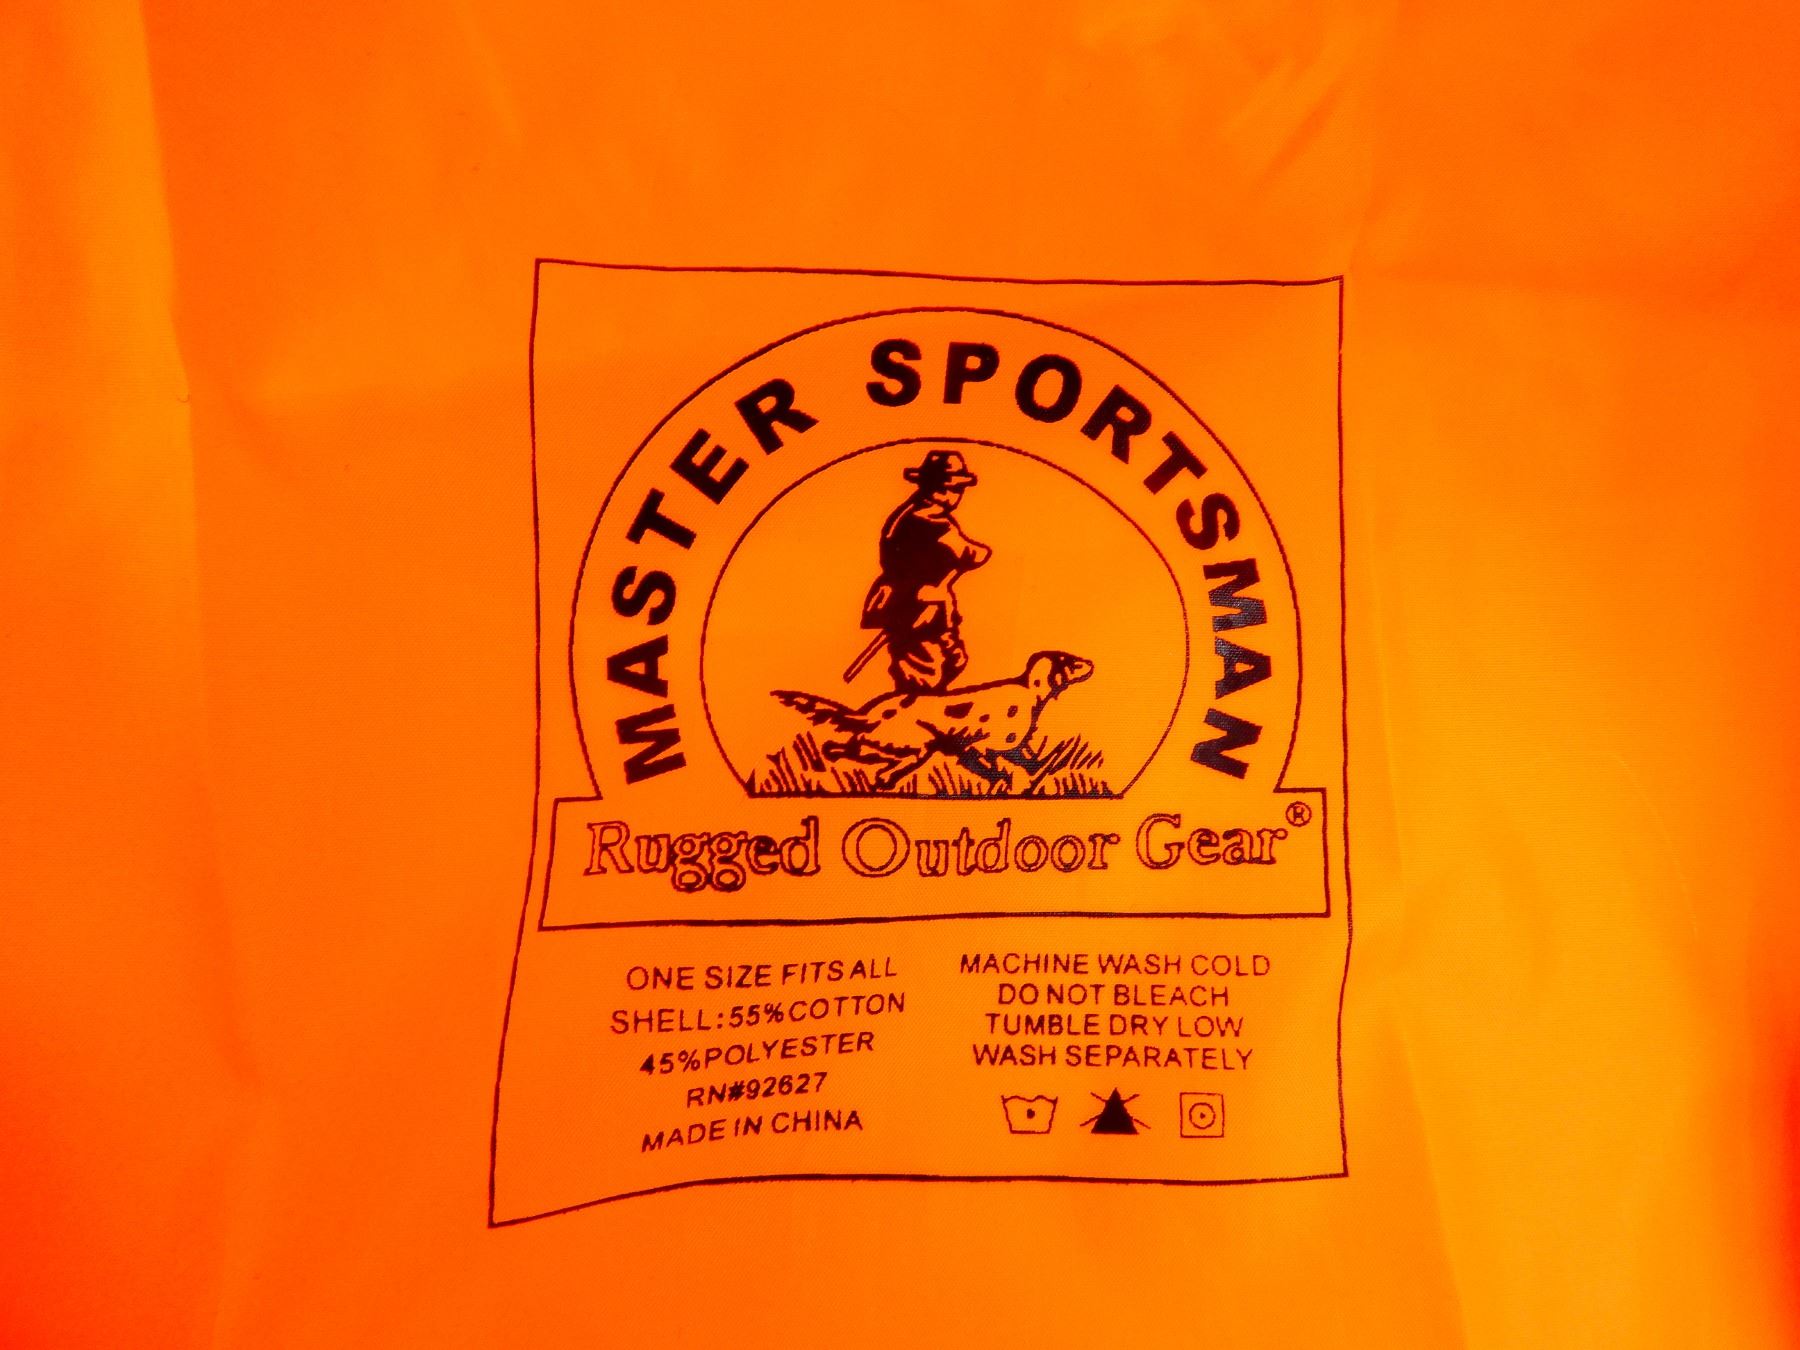 MASTER SPORTSMAN
Rugged Outdoor Gear®
ONE SIZE FITS ALL
SHELL:55%COTTON
45%POLYESTER
RN#92627
MADE IN CHINA
MACHINE WASH COLD
DO NOT BLEACH
TUMBLE DRY LOW
WASH SEPARATELY